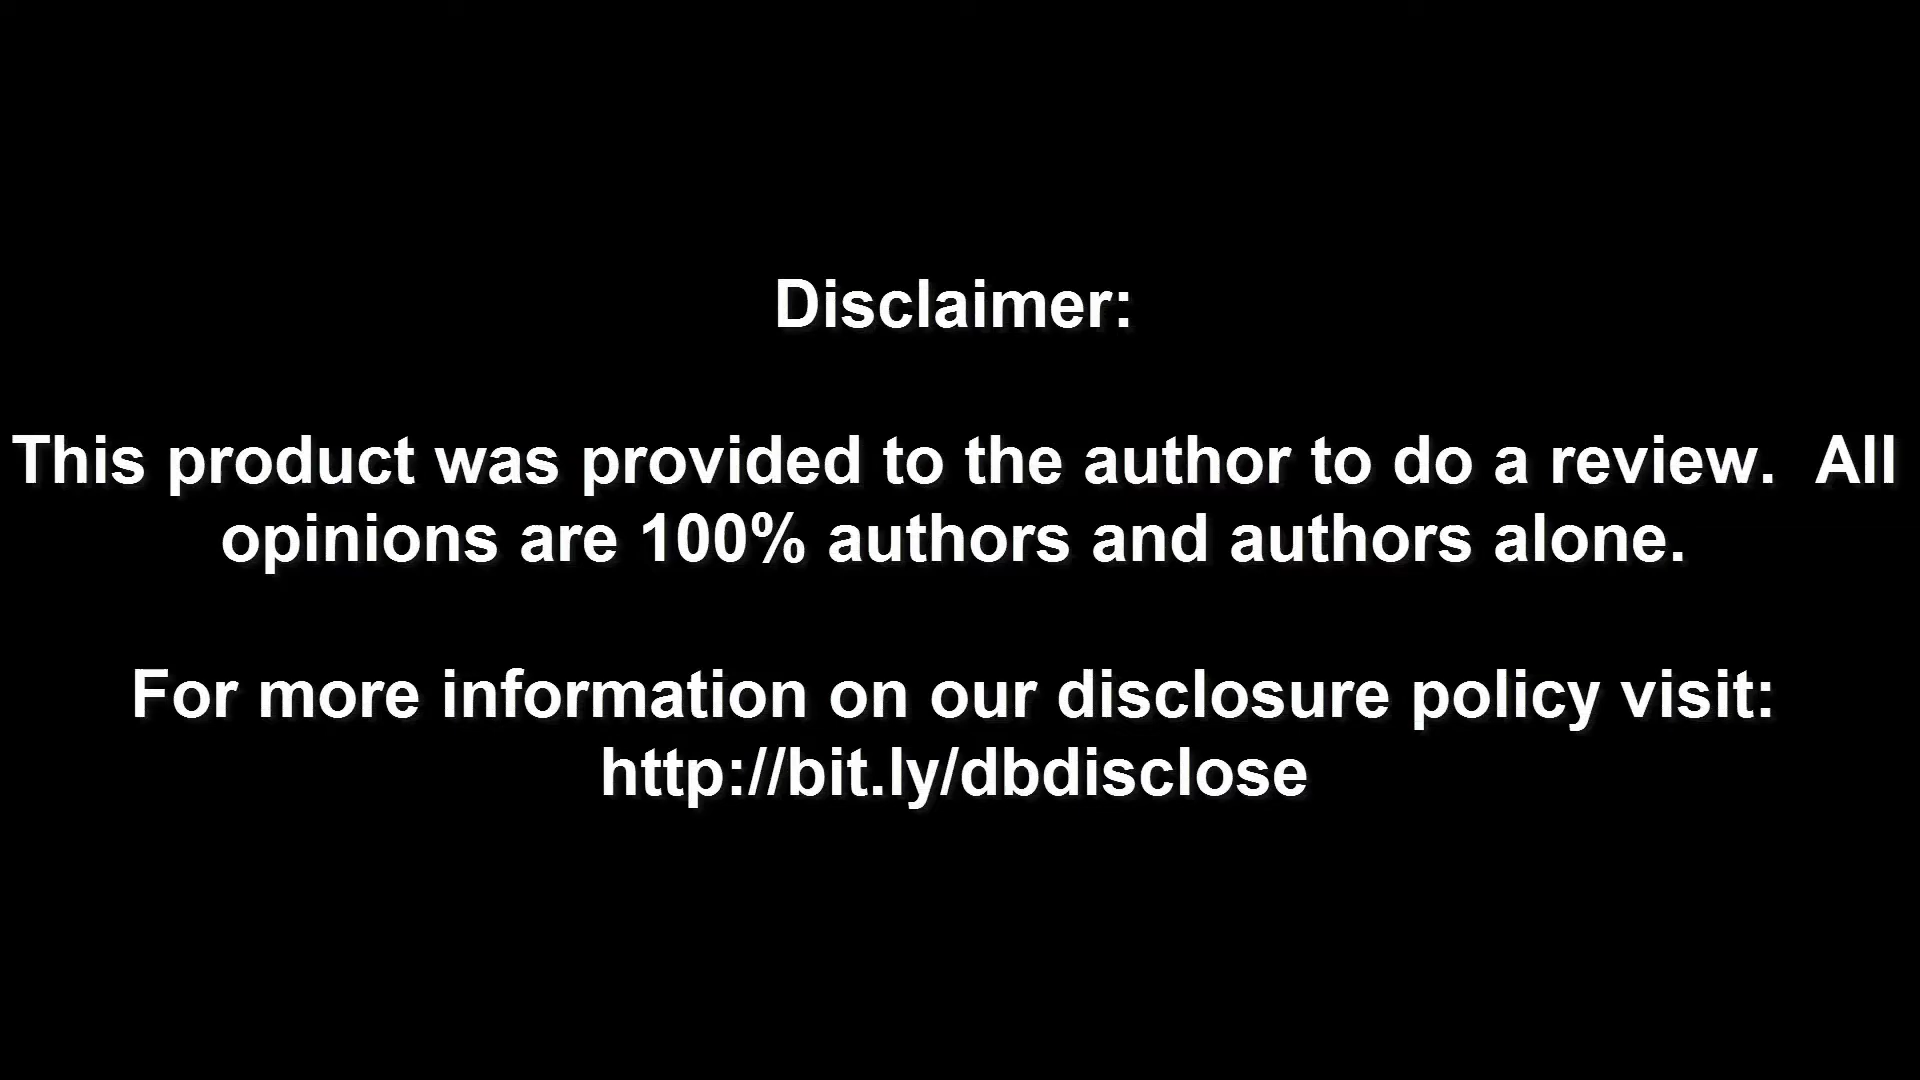 Disclaimer:
This product was provided to the author to do a review.  All
opinions are 100% authors and authors alone.
For more information on our disclosure policy visit:
http://bit.ly/dbdisclose